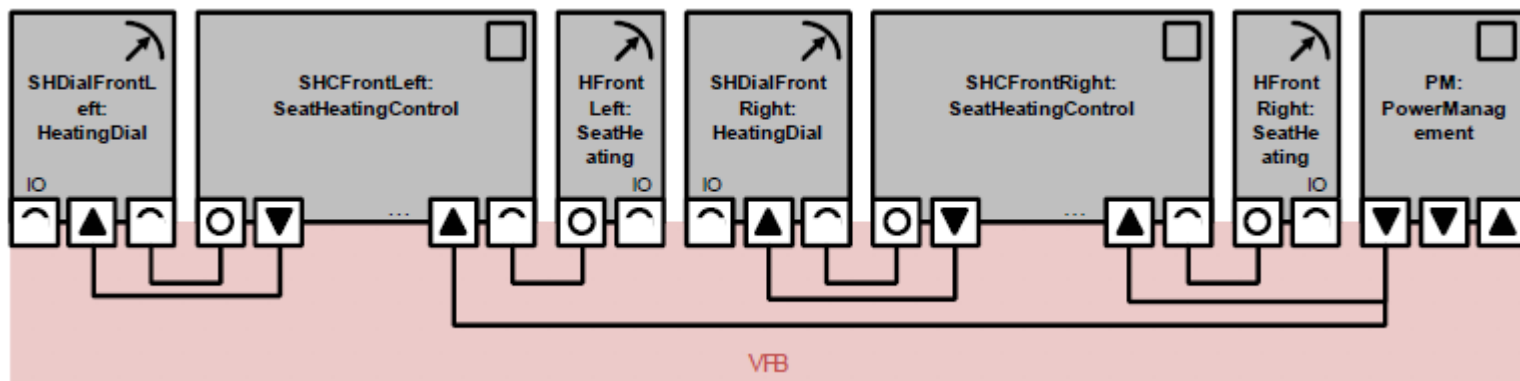 SHDialFrontL
eft:
HeatingDial
IO
SHCFrontLeft:
SeatHeatingControl
...
HFront
Left:
SeatHe
ating
IO
SHDialFront
Right:
HeatingDial
IO
SHCFrontRight:
SeatHeatingControl
...
HFront
Right:
SeatHe
ating
IO
PM:
PowerManag
ement
VFB